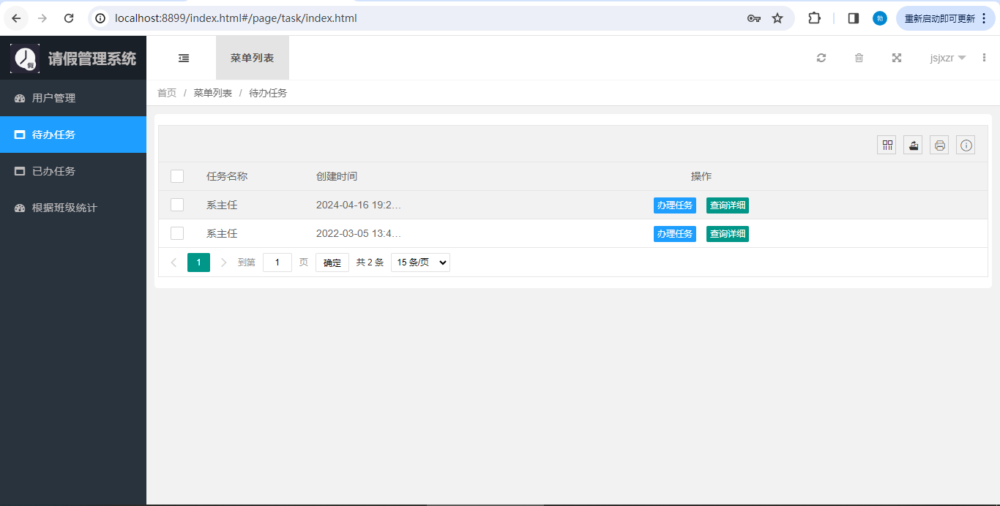 localhost:8899/index.html#/page/task/index.html
勃
重新启动即可更新
假
请假管理系统
菜单列表
jsjxzr
用户管理
待办任务
已办任务
根据班级统计
首页 / 菜单列表 / 待办任务
任务名称 创建时间 操作
系主任 2024-04-16 19:2... 办理任务 查询详细
系主任 2022-03-05 13:4... 办理任务 查询详细
1 到第 1 页 确定 共 2 条 15 条/页